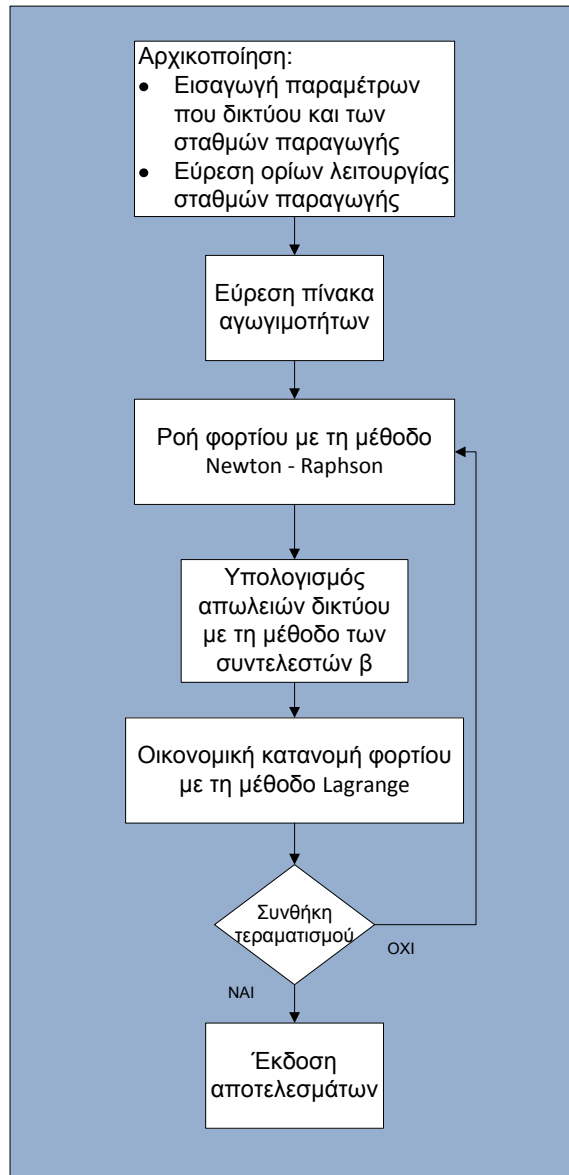 Αρχικοποίηση:
• Εισαγωγή παραμέτρων
που δικτύου και των
σταθμών παραγωγής
• Εύρεση ορίων λειτουργίας
σταθμών παραγωγής
Εύρεση πίνακα
αγωγιμοτήτων
Ροή φορτίου με τη μέθοδο
Newton - Raphson
Υπολογισμός
απωλειών δικτύου
με τη μέθοδο των
συντελεστών β
Οικονομική κατανομή φορτίου
με τη μέθοδο Lagrange
Συνθήκη
τεραματισμού
ΟΧΙ
ΝΑΙ
Έκδοση
αποτελεσμάτων